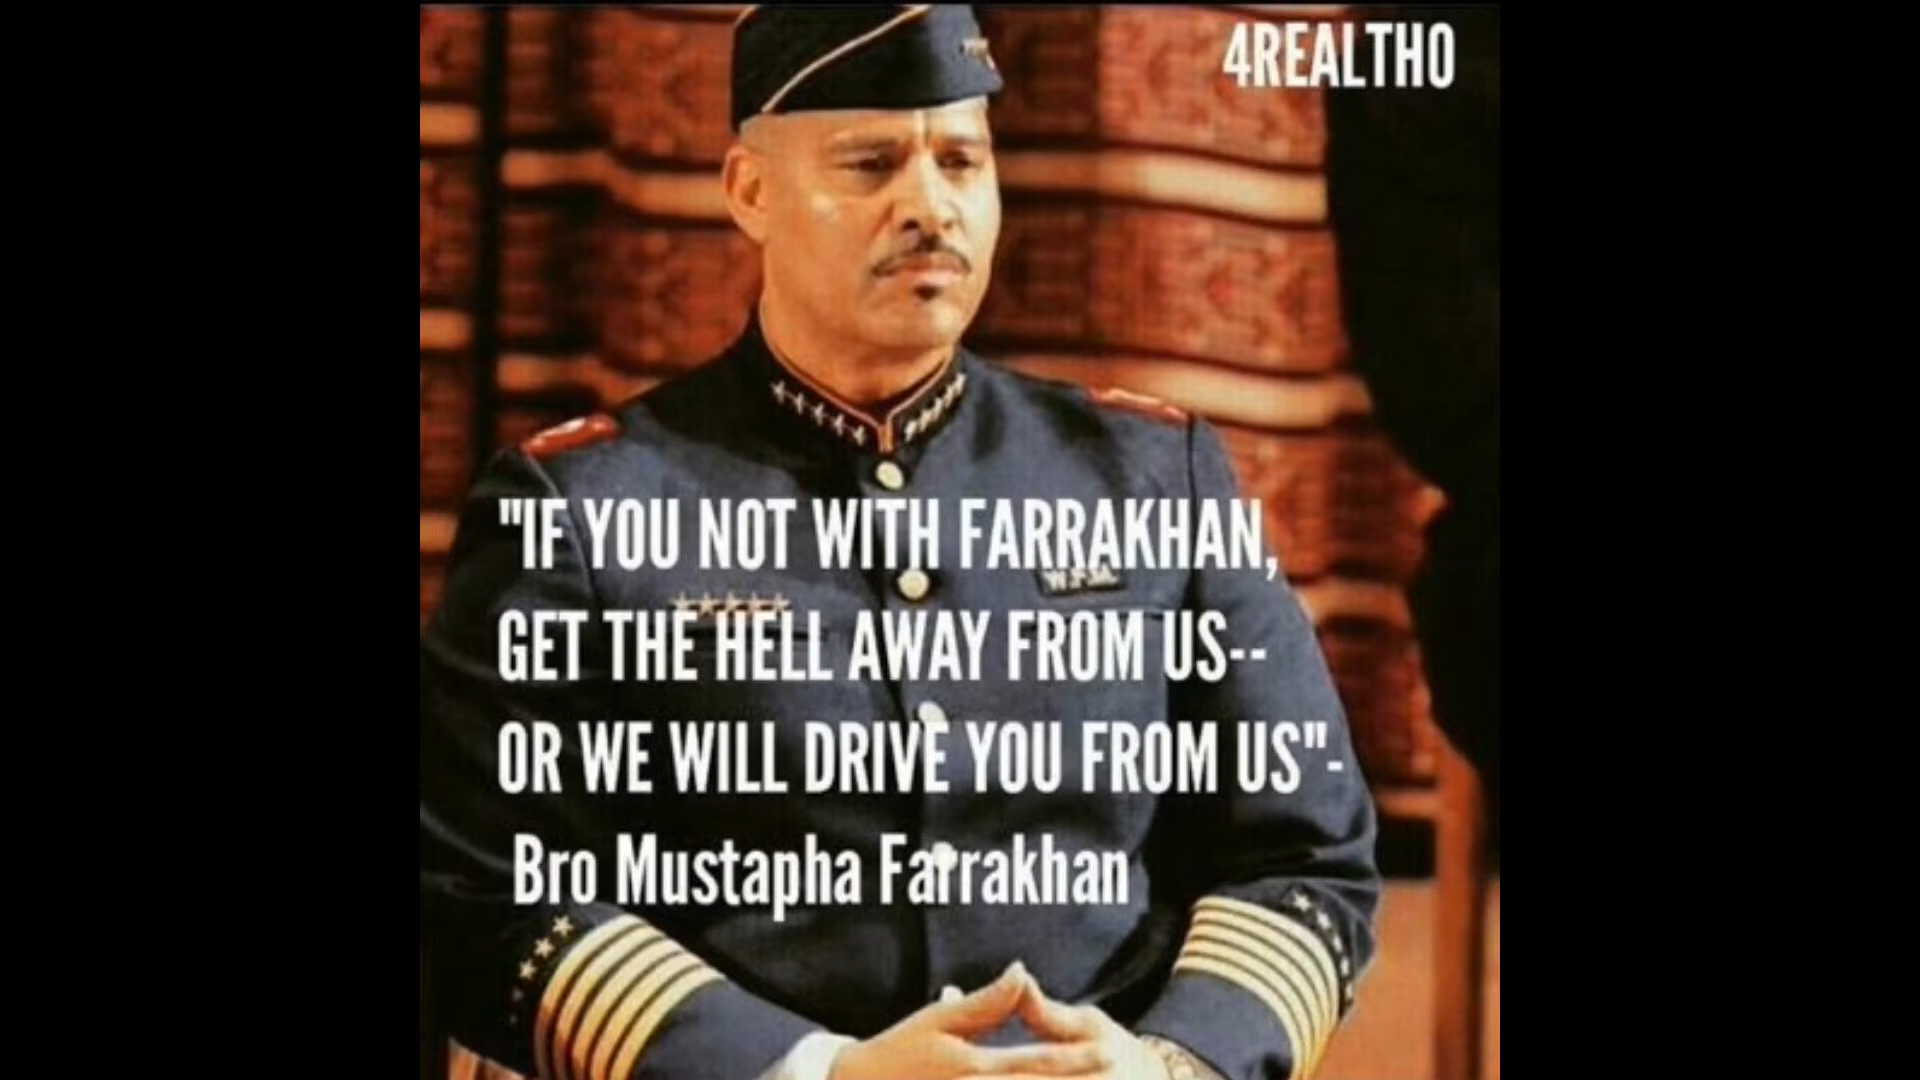 4REALTHO
"IF YOU NOT WITH FARRAKHAN,
W.F.M.
GET THE HELL AWAY FROM US--
OR WE WILL DRIVE YOU FROM US"-
Bro Mustapha Farrakhan